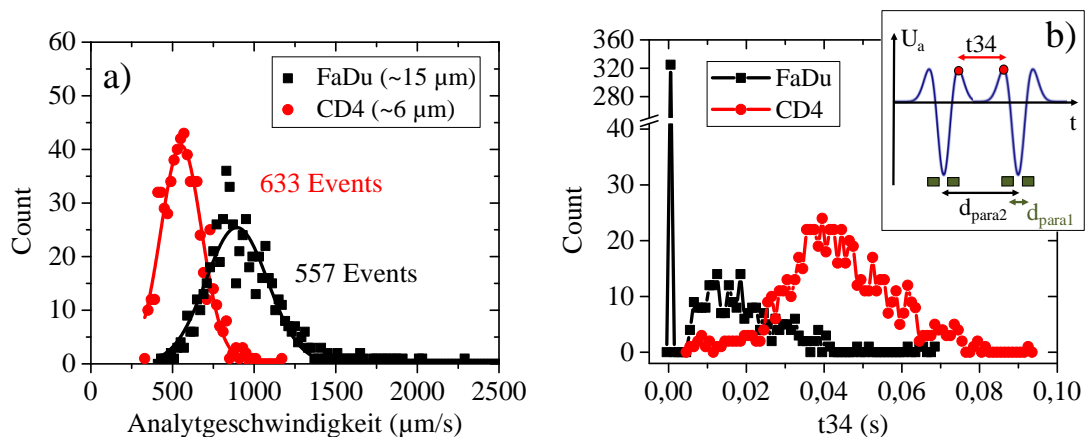 a)
FaDu (~15 µm)
CD4 (~6 µm)
633 Events
557 Events
Count
60
50
40
30
20
10
0
0
500
1000
1500
2000
2500
Analytgeschwindigkeit (µm/s)
b)
FaDu
CD4
Count
360
320
280
40
30
20
10
0
0,00
0,02
0,04
0,06
0,08
0,10
t34 (s)
Ua
t34
t
dpara2
dpara1